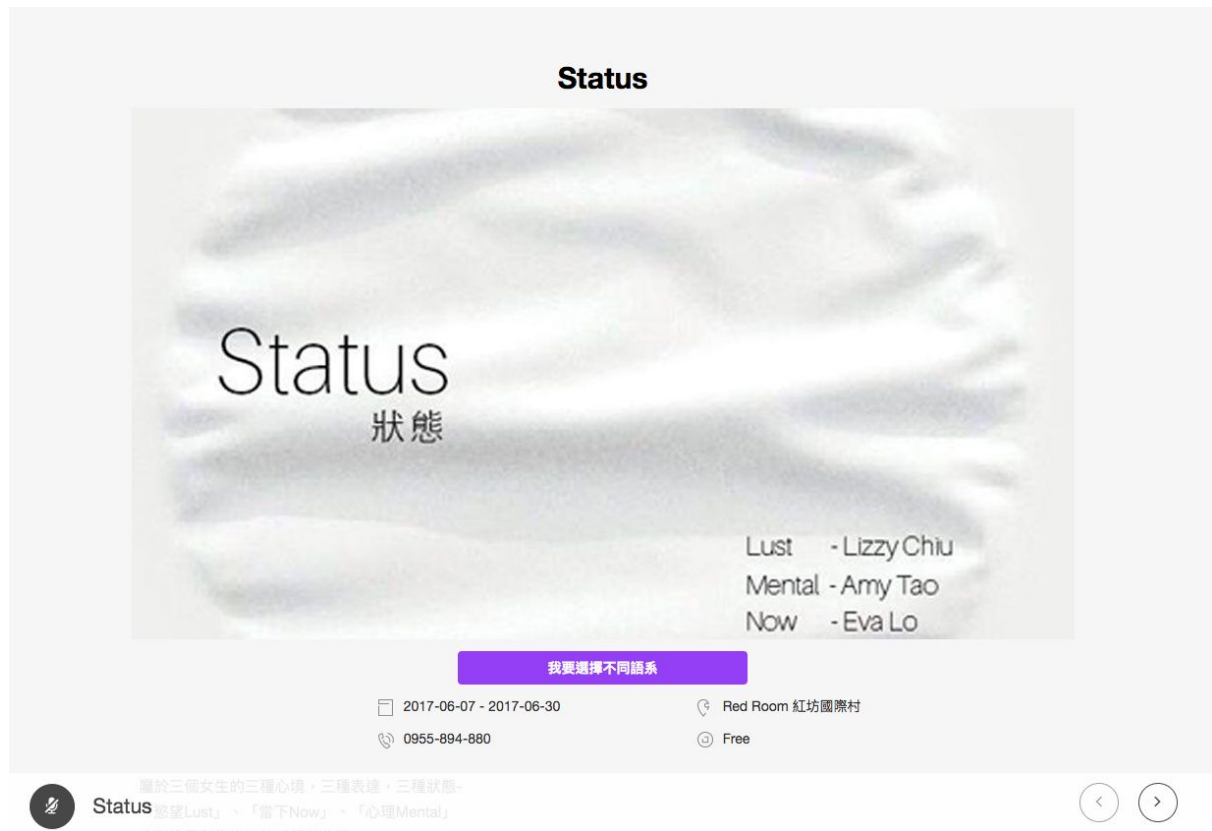 Status
Status
狀態
Lust - Lizzy Chiu
Mental - Amy Tao
Now - Eva Lo
我要選擇不同語系
2017-06-07 - 2017-06-30
Red Room 紅坊國際村
0955-894-880
Free
屬於三個女生的三種心境，三種表達，三種狀態-
Status
慾望Lust」、「當下Now」、「心理Mental」